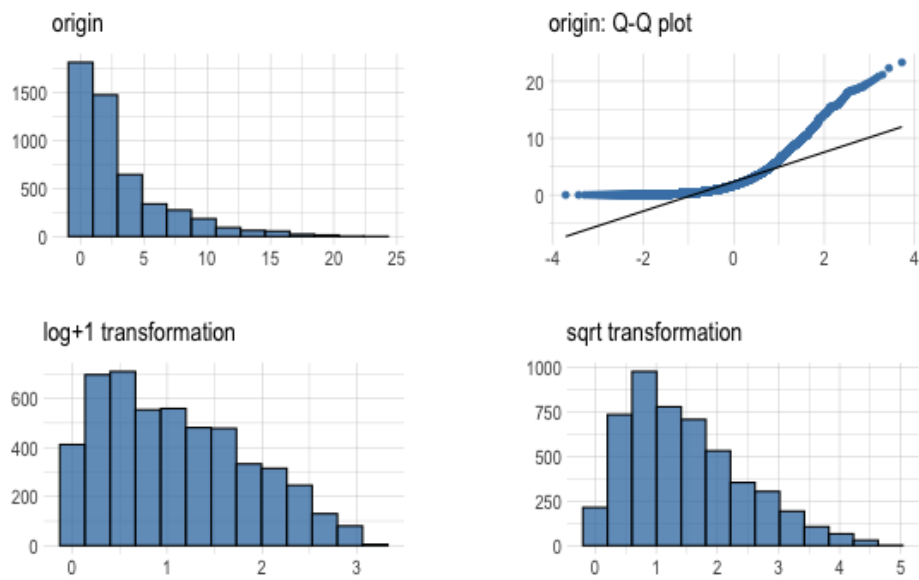 origin
1500
1000
500
0
0 5 10 15 20 25
origin: Q-Q plot
20
10
0
-4 -2 0 2 4
log+1 transformation
600
400
200
0
0 1 2 3
sqrt transformation
1000
750
500
250
0
0 1 2 3 4 5